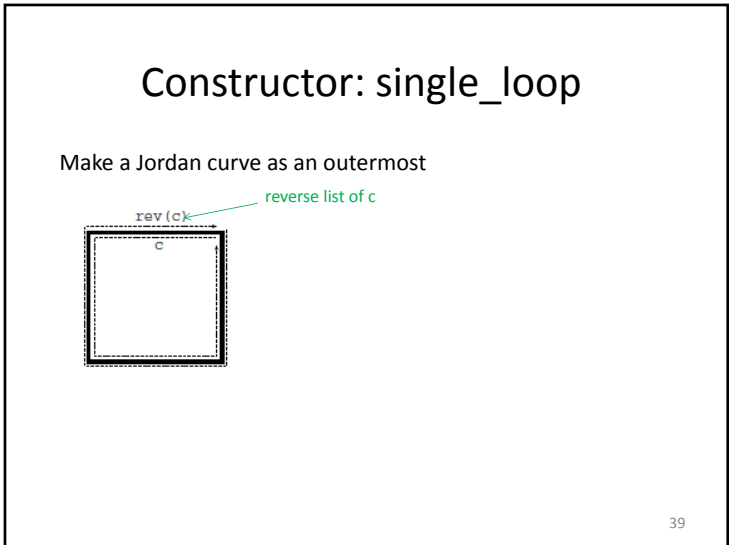 Constructor: single_loop
Make a Jordan curve as an outermost
reverse list of c
rev(c)
c
39